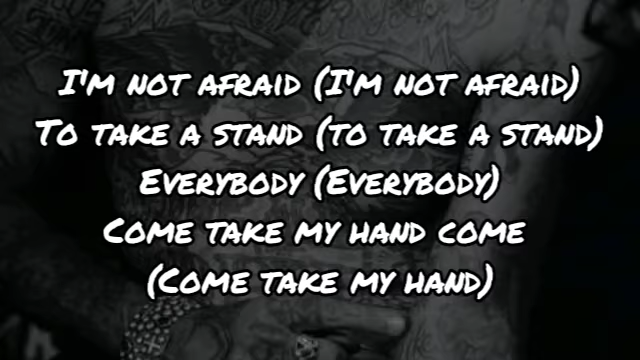 I'm not afraid (I'm not afraid)
To take a stand (to take a stand)
Everybody (Everybody)
Come take my hand come
(Come take my hand)